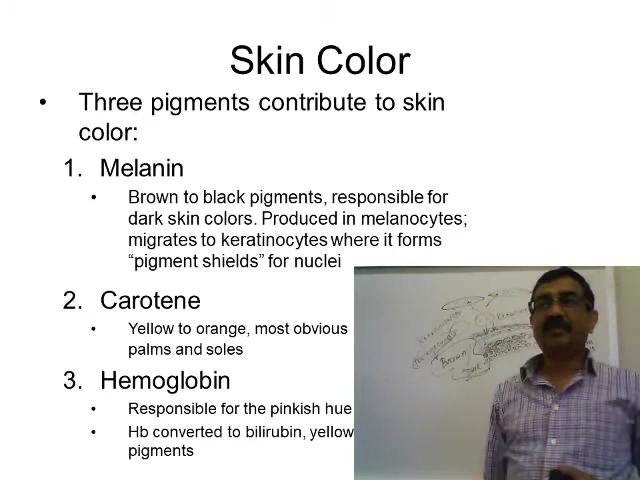 Skin Color
• Three pigments contribute to skin
color:
1. Melanin
• Brown to black pigments, responsible for
dark skin colors. Produced in melanocytes;
migrates to keratinocytes where it forms
“pigment shields” for nuclei
2. Carotene
• Yellow to orange, most obvious
palms and soles
3. Hemoglobin
• Responsible for the pinkish hue
• Hb converted to bilirubin, yellow
pigments
Brown